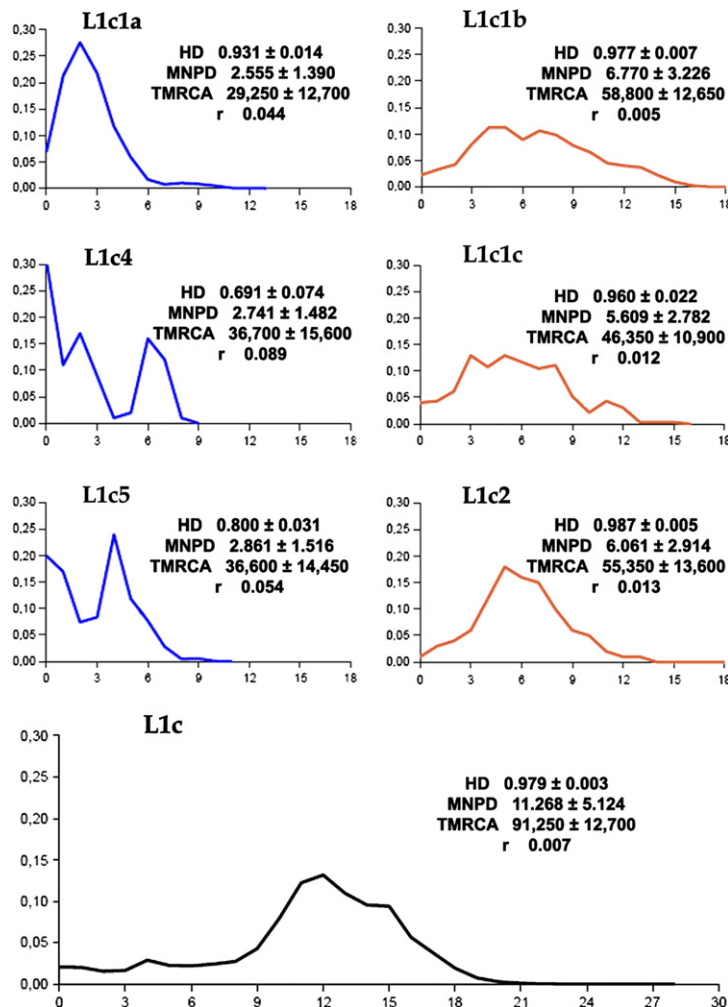 L1c1a
HD 0.931 ± 0.014
MNPD 2.555 ± 1.390
TMRCA 29,250 ± 12,700
r 0.044
0,30
0,25
0,20
0,15
0,10
0,05
0,00
0 3 6 9 12 15 18
L1c1b
HD 0.977 ± 0.007
MNPD 6.770 ± 3.226
TMRCA 58,800 ± 12,650
r 0.005
0,30
0,25
0,20
0,15
0,10
0,05
0,00
0 3 6 9 12 15 18
L1c4
HD 0.691 ± 0.074
MNPD 2.741 ± 1.482
TMRCA 36,700 ± 15,600
r 0.089
0,30
0,25
0,20
0,15
0,10
0,05
0,00
0 3 6 9 12 15 18
L1c1c
HD 0.960 ± 0.022
MNPD 5.609 ± 2.782
TMRCA 46,350 ± 10,900
r 0.012
0,30
0,25
0,20
0,15
0,10
0,05
0,00
0 3 6 9 12 15 18
L1c5
HD 0.800 ± 0.031
MNPD 2.861 ± 1.516
TMRCA 36,600 ± 14,450
r 0.054
0,30
0,25
0,20
0,15
0,10
0,05
0,00
0 3 6 9 12 15 18
L1c2
HD 0.987 ± 0.005
MNPD 6.061 ± 2.914
TMRCA 55,350 ± 13,600
r 0.013
0,30
0,25
0,20
0,15
0,10
0,05
0,00
0 3 6 9 12 15 18
L1c
HD 0.979 ± 0.003
MNPD 11.268 ± 5.124
TMRCA 91,250 ± 12,700
r 0.007
0,30
0,25
0,20
0,15
0,10
0,05
0,00
0 3 6 9 12 15 18 21 24 27 30